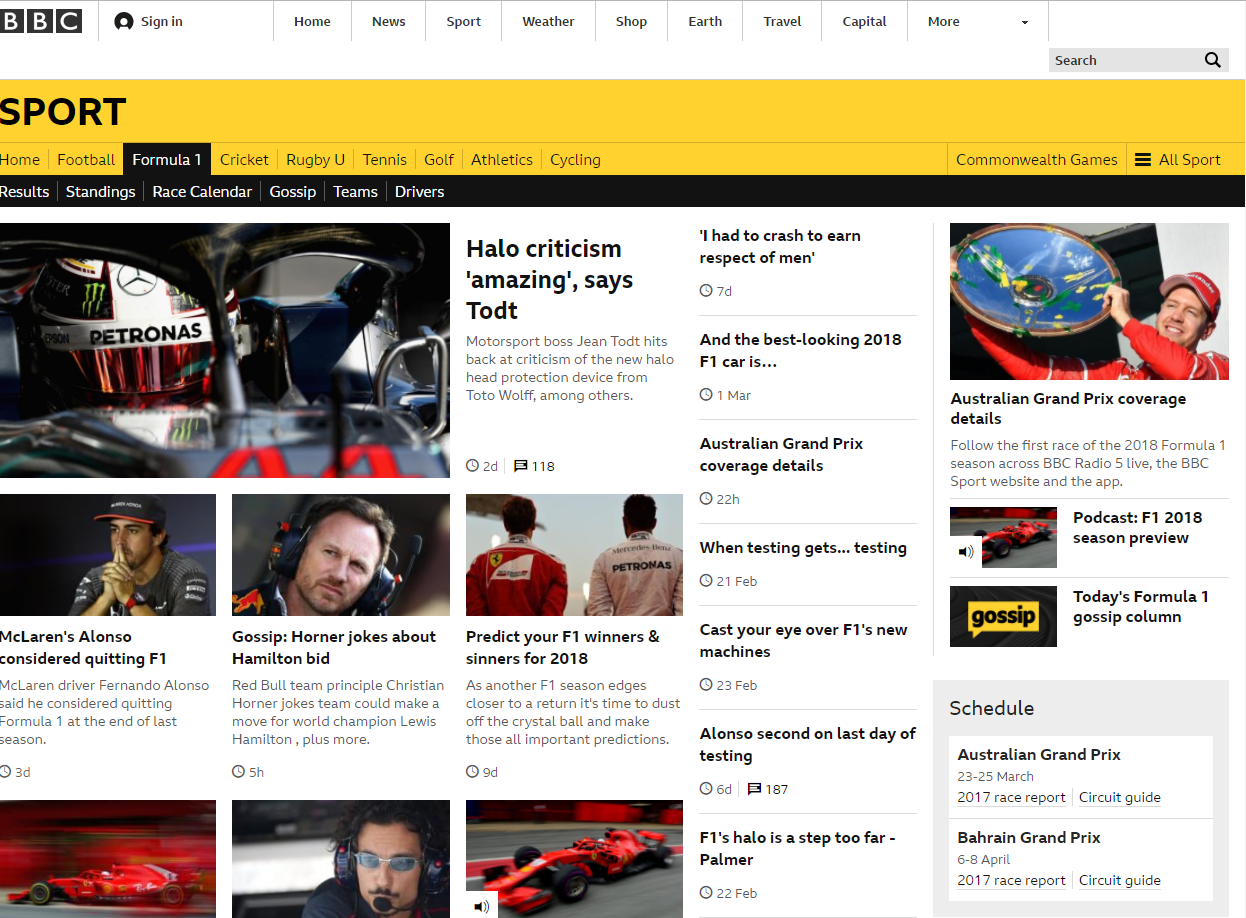 BBC
Sign in
Home
News
Sport
Weather
Shop
Earth
Travel
Capital
More
Search
SPORT
Home
Football
Formula 1
Cricket
Rugby U
Tennis
Golf
Athletics
Cycling
Commonwealth Games
All Sport
Results
Standings
Race Calendar
Gossip
Teams
Drivers
PETRONAS
EPSON
Halo criticism
'amazing', says
Todt
Motorsport boss Jean Todt hits
back at criticism of the new halo
head protection device from
Toto Wolff, among others.
2d
118
McLaren's Alonso
considered quitting F1
McLaren driver Fernando Alonso
said he considered quitting
Formula 1 at the end of last
season.
3d
Gossip: Horner jokes about
Hamilton bid
Red Bull team principle Christian
Horner jokes team could make a
move for world champion Lewis
Hamilton , plus more.
5h
Mercedes-Benz
PETRONAS
Predict your F1 winners &
sinners for 2018
As another F1 season edges
closer to a return it's time to dust
off the crystal ball and make
those all important predictions.
9d
'I had to crash to earn
respect of men'
7d
And the best-looking 2018
F1 car is...
1 Mar
Australian Grand Prix
coverage details
22h
When testing gets... testing
21 Feb
Cast your eye over F1's new
machines
23 Feb
Alonso second on last day of
testing
6d
187
F1's halo is a step too far -
Palmer
22 Feb
Australian Grand Prix coverage
details
Follow the first race of the 2018 Formula 1
season across BBC Radio 5 live, the BBC
Sport website and the app.
Podcast: F1 2018
season preview
gossip
Today's Formula 1
gossip column
Schedule
Australian Grand Prix
23-25 March
2017 race report
Circuit guide
Bahrain Grand Prix
6-8 April
2017 race report
Circuit guide